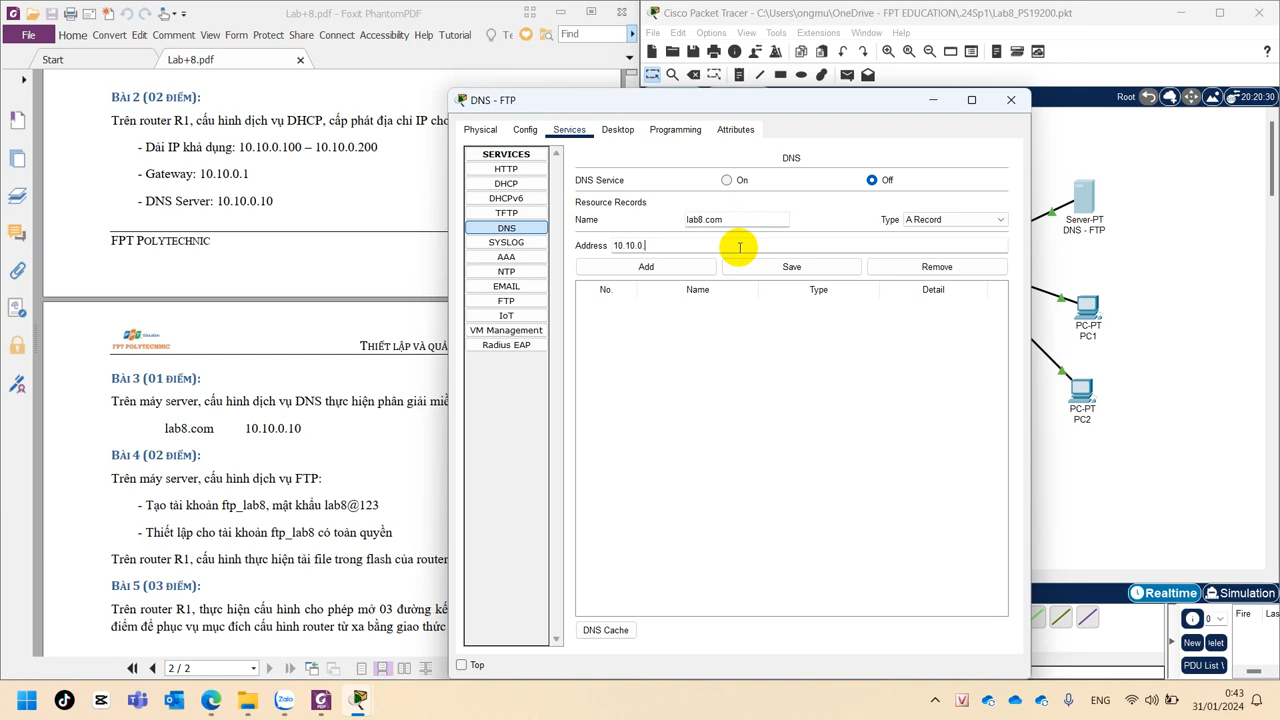 Lab+8.pdf - Foxit PhantomPDF
File Home Convert Edit Comment View Form Protect Share Connect Accessibility Help Tutorial Te Find
Start Lab+8.pdf
BÀI 2 (02 ĐIỂM):
Trên router R1, cấu hình dịch vụ DHCP, cấp phát địa chỉ IP cho
- Dải IP khả dụng: 10.10.0.100 – 10.10.0.200
- Gateway: 10.10.0.1
- DNS Server: 10.10.0.10
FPT POLYTECHNIC
FPT Education
FPT POLYTECHNIC
THIẾT LẬP VÀ QUẢ
BÀI 3 (01 ĐIỂM):
Trên máy server, cấu hình dịch vụ DNS thực hiện phân giải miề
lab8.com 10.10.0.10
BÀI 4 (02 ĐIỂM):
Trên máy server, cấu hình dịch vụ FTP:
- Tạo tài khoản ftp_lab8, mật khẩu lab8@123
- Thiết lập cho tài khoản ftp_lab8 có toàn quyền
Trên router R1, cấu hình thực hiện tải file trong flash của router
BÀI 5 (03 ĐIỂM):
Trên router R1, thực hiện cấu hình cho phép mở 03 đường kế
điểm để phục vụ mục đích cấu hình router từ xa bằng giao thức
2 / 2
Cisco Packet Tracer - C:\Users\ongmu\OneDrive - FPT EDUCATION\.24Sp1\Lab8_PS19200.pkt
File Edit Options View Tools Extensions Window Help
?
Root 20:20:30
Server-PT
DNS - FTP
PC-PT
PC1
PC-PT
PC2
Realtime Simulation
0 Fire Las
New Delet
PDU List \
DNS - FTP
Physical Config Services Desktop Programming Attributes
SERVICES
HTTP
DHCP
DHCPv6
TFTP
DNS
SYSLOG
AAA
NTP
EMAIL
FTP
IoT
VM Management
Radius EAP
DNS
DNS Service On Off
Resource Records
Name lab8.com Type A Record
Address 10.10.0.
Add Save Remove
No. Name Type Detail
DNS Cache
Top
Zalo
ENG
0:43
31/01/2024